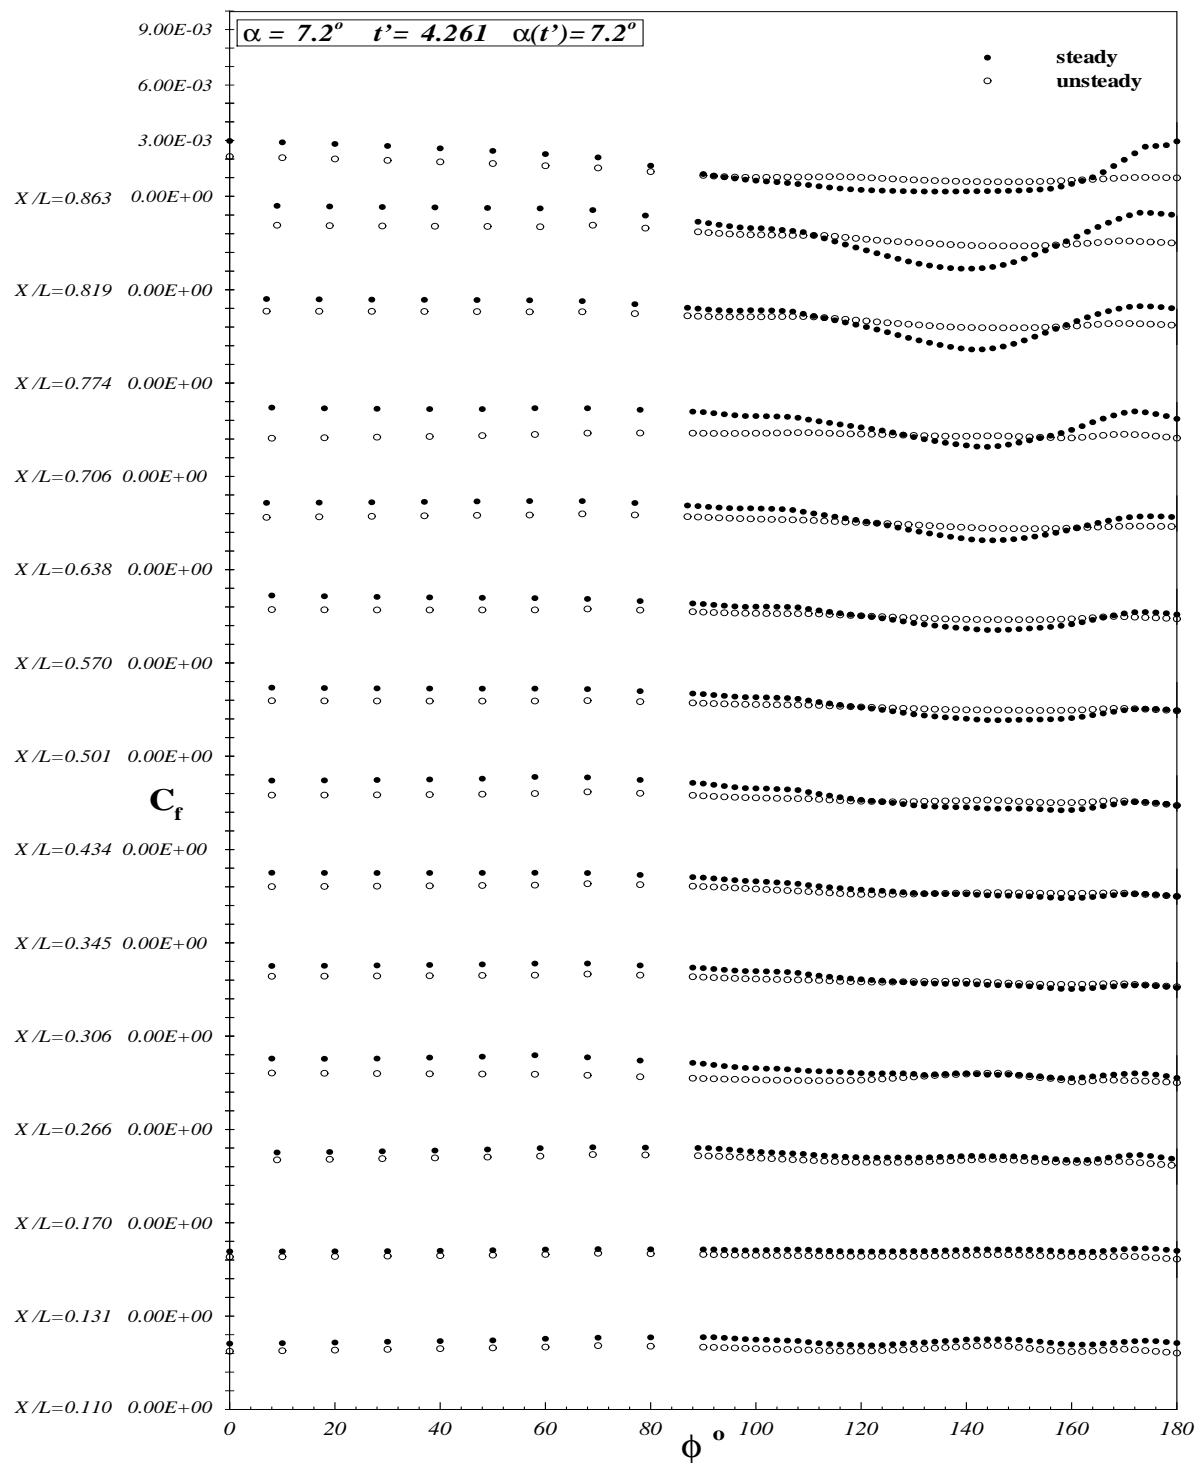 9.00E-03
α = 7.2° t'= 4.261 α(t')=7.2°
steady
6.00E-03
unsteady
3.00E-03
X/L=0.863 0.00E+00
X/L=0.819 0.00E+00
X/L=0.774 0.00E+00
X/L=0.706 0.00E+00
X/L=0.638 0.00E+00
X/L=0.570 0.00E+00
X/L=0.501 0.00E+00
Cf
X/L=0.434 0.00E+00
X/L=0.345 0.00E+00
X/L=0.306 0.00E+00
X/L=0.266 0.00E+00
X/L=0.170 0.00E+00
X/L=0.131 0.00E+00
X/L=0.110 0.00E+00
0 20 40 60 80 100 120 140 160 180
ϕ °